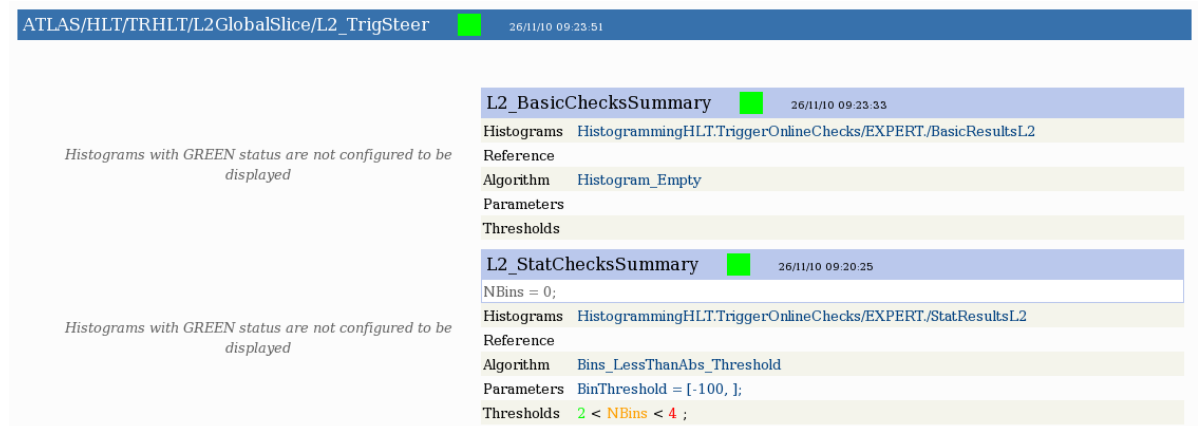 ATLAS/HLT/TRHLT/L2GlobalSlice/L2_TrigSteer 26/11/10 09:23:51
Histograms with GREEN status are not configured to be
displayed
L2_BasicChecksSummary 26/11/10 09:23:33
Histograms HistogrammingHLT.TriggerOnlineChecks/EXPERT./BasicResultsL2
Reference
Algorithm Histogram_Empty
Parameters
Thresholds
Histograms with GREEN status are not configured to be
displayed
L2_StatChecksSummary 26/11/10 09:20:25
NBins = 0;
Histograms HistogrammingHLT.TriggerOnlineChecks/EXPERT./StatResultsL2
Reference
Algorithm Bins_LessThanAbs_Threshold
Parameters BinThreshold = [-100, ];
Thresholds 2 < NBins < 4 ;